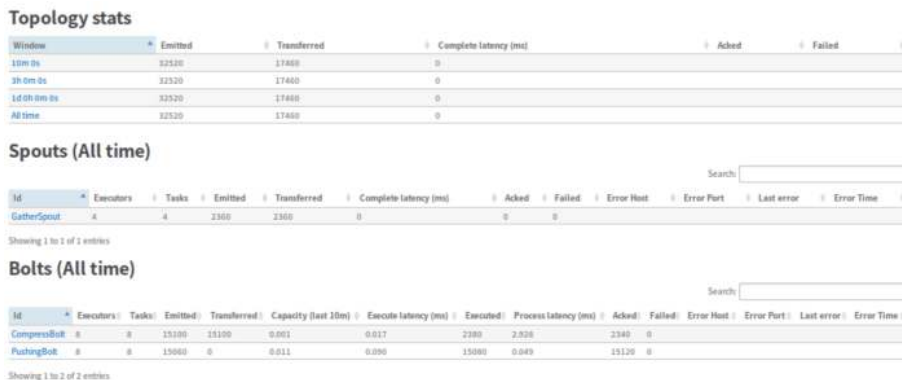 Topology stats
Window Emitted Transferred Complete latency (ms) Acked Failed
10m 0s 32520 17460 0
3h 0m 0s 32520 17460 0
1d 0h 0m 0s 32520 17460 0
All time 32520 17460 0
Spouts (All time)
Search:
Id Executors Tasks Emitted Transferred Complete latency (ms) Acked Failed Error Host Error Port Last error Error Time
GatherSpout 4 4 2360 2360 0 0 0
Showing 1 to 1 of 1 entries
Bolts (All time)
Search:
Id Executors Tasks Emitted Transferred Capacity (last 10m) Execute latency (ms) Executed Process latency (ms) Acked Failed Error Host Error Port Last error Error Time
CompressBolt 8 8 15100 15100 0.001 0.017 2380 2.926 2340 0
PushingBolt 8 8 15060 0 0.011 0.090 15080 0.049 15120 0
Showing 1 to 2 of 2 entries